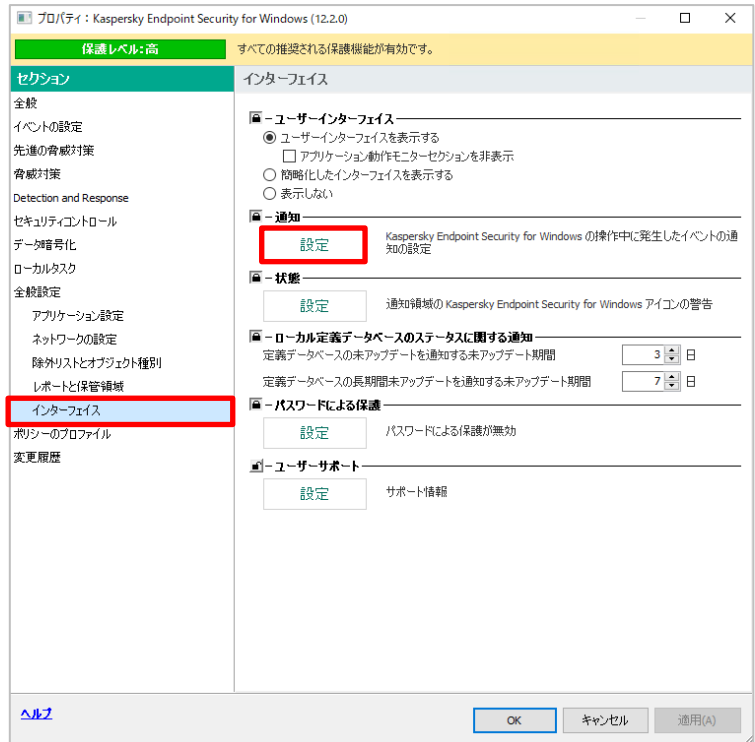 プロパティ：Kaspersky Endpoint Security for Windows (12.2.0)
保護レベル：高
すべての推奨される保護機能が有効です。
セクション
インターフェイス
全般
イベントの設定
先進の脅威対策
脅威対策
Detection and Response
セキュリティコントロール
データ暗号化
ローカルタスク
全般設定
アプリケーション設定
ネットワークの設定
除外リストとオブジェクト種別
レポートと保管領域
インターフェイス
ポリシーのプロファイル
変更履歴
ユーザーインターフェイス
ユーザーインターフェイスを表示する
アプリケーション動作モニターセクションを非表示
簡略化したインターフェイスを表示する
表示しない
通知
設定
Kaspersky Endpoint Security for Windows の操作中に発生したイベントの通
知の設定
状態
設定
通知領域の Kaspersky Endpoint Security for Windows アイコンの警告
ローカル定義データベースのステータスに関する通知
定義データベースの未アップデートを通知する未アップデート期間
3 日
定義データベースの長期間未アップデートを通知する未アップデート期間
7 日
パスワードによる保護
設定
パスワードによる保護が無効
ユーザーサポート
設定
サポート情報
ヘルプ
OK
キャンセル
適用(A)